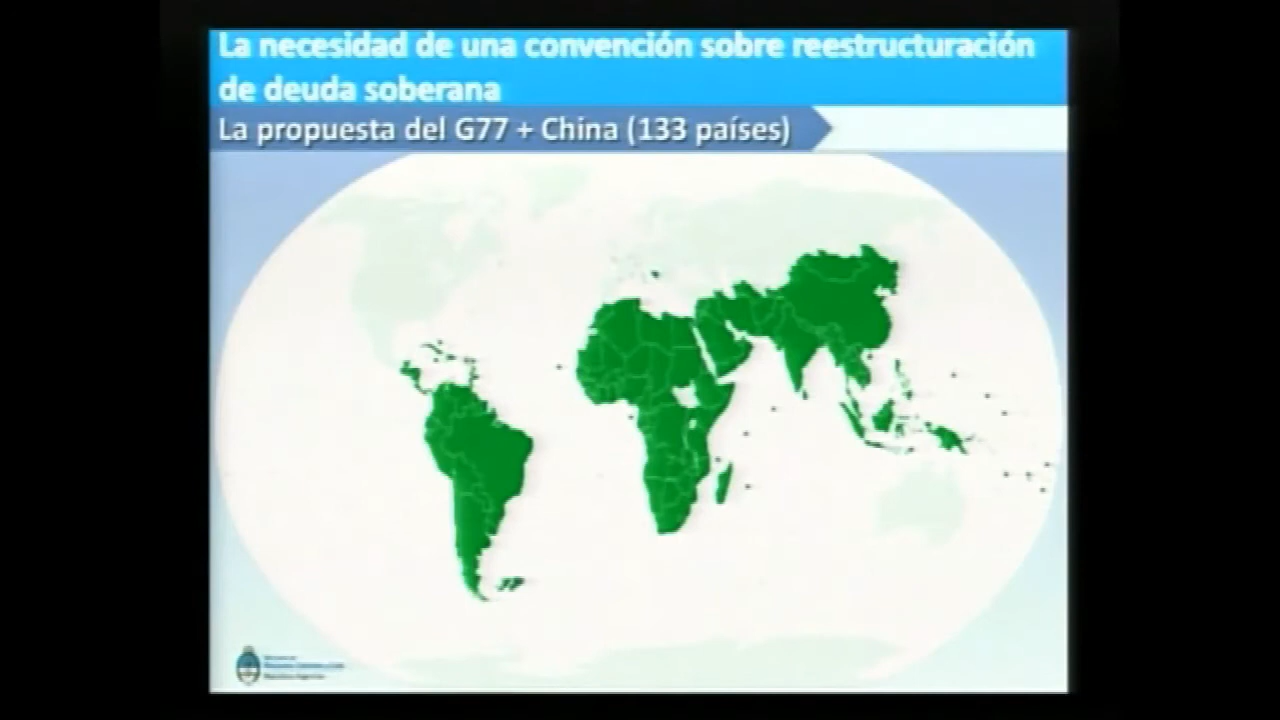 La necesidad de una convención sobre reestructuración
de deuda soberana
La propuesta del G77 + China (133 países)